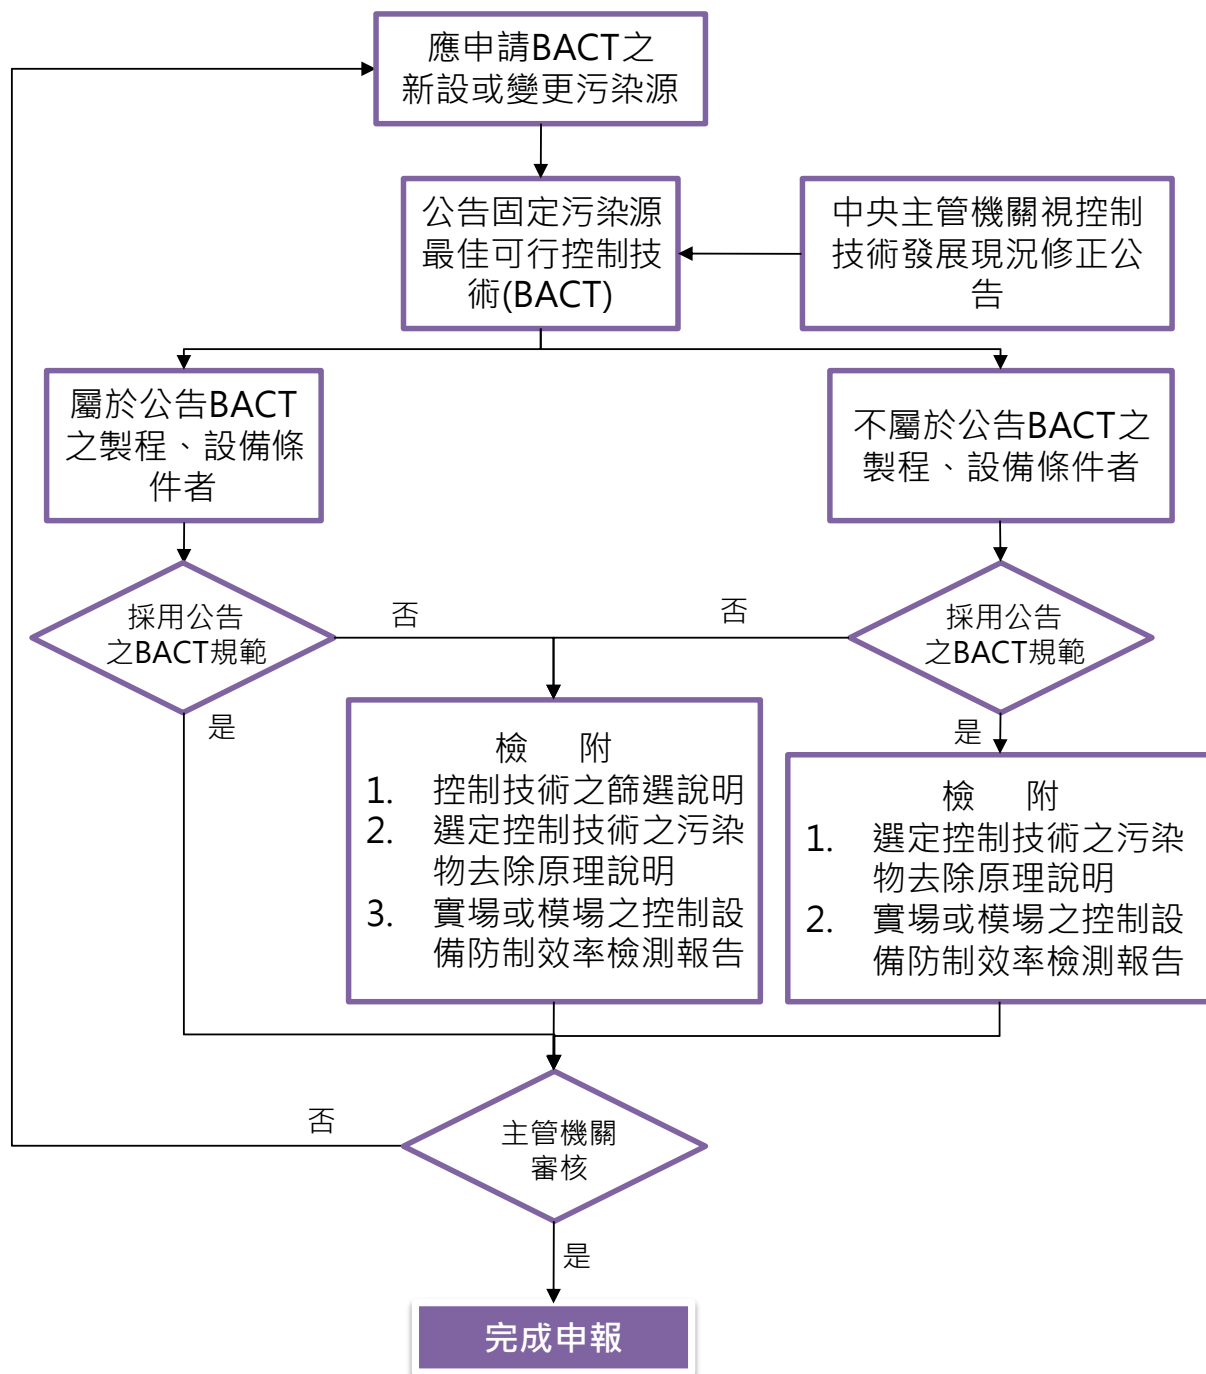 應申請BACT之
新設或變更污染源
公告固定污染源
最佳可行控制技
術(BACT)
中央主管機關視控制
技術發展現況修正公
告
屬於公告BACT
之製程、設備條
件者
不屬於公告BACT之
製程、設備條件者
採用公告
之BACT規範
否
否
採用公告
之BACT規範
是
是
檢 附
1. 控制技術之篩選說明
2. 選定控制技術之污染
物去除原理說明
3. 實場或模場之控制設
備防制效率檢測報告
檢 附
1. 選定控制技術之污染
物去除原理說明
2. 實場或模場之控制設
備防制效率檢測報告
否
主管機關
審核
是
完成申報